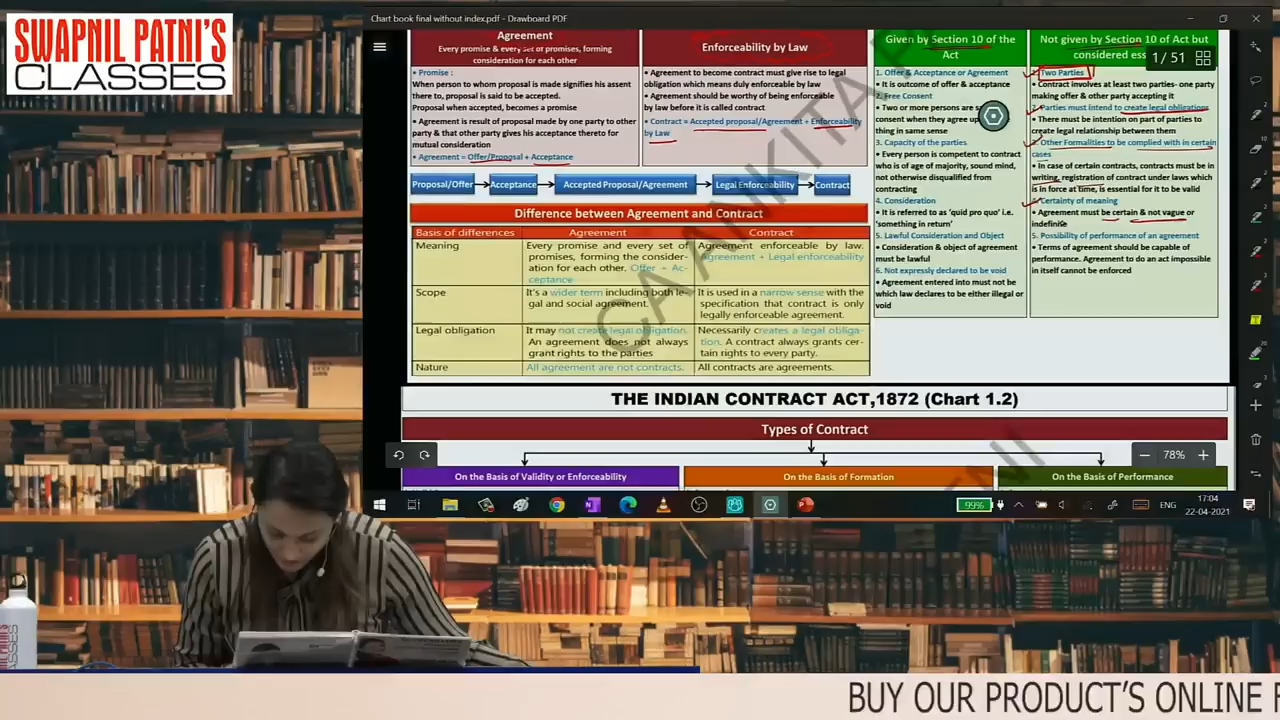 SWAPNIL PATNI'S
CLASSES
Chart book final without index.pdf - Drawboard PDF
1/51
Agreement
Every promise & every set of promises, forming
consideration for each other
• Promise :
When person to whom proposal is made signifies his assent
there to, proposal is said to be accepted.
Proposal when accepted, becomes a promise
• Agreement is result of proposal made by one party to other
party & that other party gives his acceptance thereto for
mutual consideration
• Agreement = Offer/Proposal + Acceptance
Enforceability by Law
• Agreement to become contract must give rise to legal
obligation which means duly enforceable by law
• Agreement should be worthy of being enforceable
by law before it is called contract
• Contract = Accepted proposal/Agreement + Enforceability
by Law
Proposal/Offer
Acceptance
Accepted Proposal/Agreement
Legal Enforceability
Contract
Difference between Agreement and Contract
Basis of differences Agreement Contract
Meaning
Every promise and every set of
promises, forming the consider-
ation for each other. Offer + Ac-
ceptance
Agreement enforceable by law.
Agreement + Legal enforceability
Scope
It's a wider term including both le-
gal and social agreement.
It is used in a narrow sense with the
specification that contract is only
legally enforceable agreement.
Legal obligation
It may not create legal obligation.
An agreement does not always
grant rights to the parties
Necessarily creates a legal obliga-
tion. A contract always grants cer-
tain rights to every party.
Nature
All agreement are not contracts.
All contracts are agreements.
Given by Section 10 of the
Act
1. Offer & Acceptance or Agreement
• It is outcome of offer & acceptance
2. Free Consent
• Two or more persons are s
consent when they agree up
thing in same sense
3. Capacity of the parties
• Every person is competent to contract
who is of age of majority, sound mind,
not otherwise disqualified from
contracting
4. Consideration
• It is referred to as 'quid pro quo' i.e.
'something in return'
5. Lawful Consideration and Object
• Consideration & object of agreement
must be lawful
6. Not expressly declared to be void
• Agreement entered into must not be
which law declares to be either illegal or
void
Not given by Section 10 of Act but
considered ess
Two Parties
• Contract involves at least two parties- one party
making offer & other party accepting it
Parties must intend to create legal obligations
• There must be intention on part of parties to
create legal relationship between them
Other Formalities to be complied with in certain
cases
• In case of certain contracts, contracts must be in
writing, registration of contract under laws which
is in force at time, is essential for it to be valid
Certainty of meaning
• Agreement must be certain & not vague or
indefinite
5. Possibility of performance of an agreement
• Terms of agreement should be capable of
performance. Agreement to do an act impossible
in itself cannot be enforced
THE INDIAN CONTRACT ACT,1872 (Chart 1.2)
Types of Contract
78%
On the Basis of Validity or Enforceability
On the Basis of Formation
On the Basis of Performance
99%
ENG
17:04
22-04-2021
BUY OUR PRODUCT'S ONLINE F